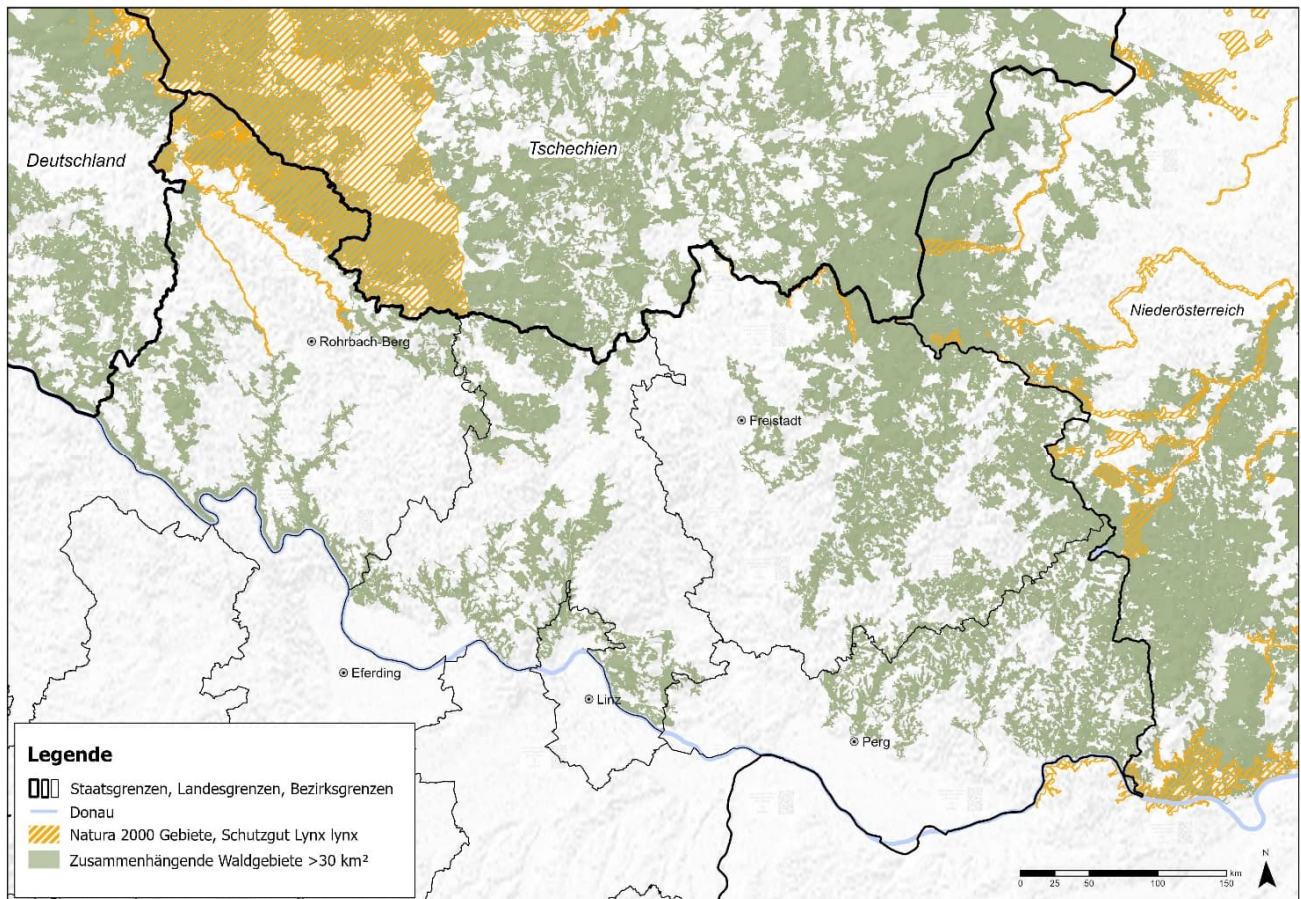 Deutschland
Tschechien
Niederösterreich
Rohrbach-Berg
Freistadt
Eferding
Linz
Perg
Legende
Staatsgrenzen, Landesgrenzen, Bezirksgrenzen
Donau
Natura 2000 Gebiete, Schutzgut Lynx lynx
Zusammenhängende Waldgebiete >30 km²
N
km
0 25 50 100 150